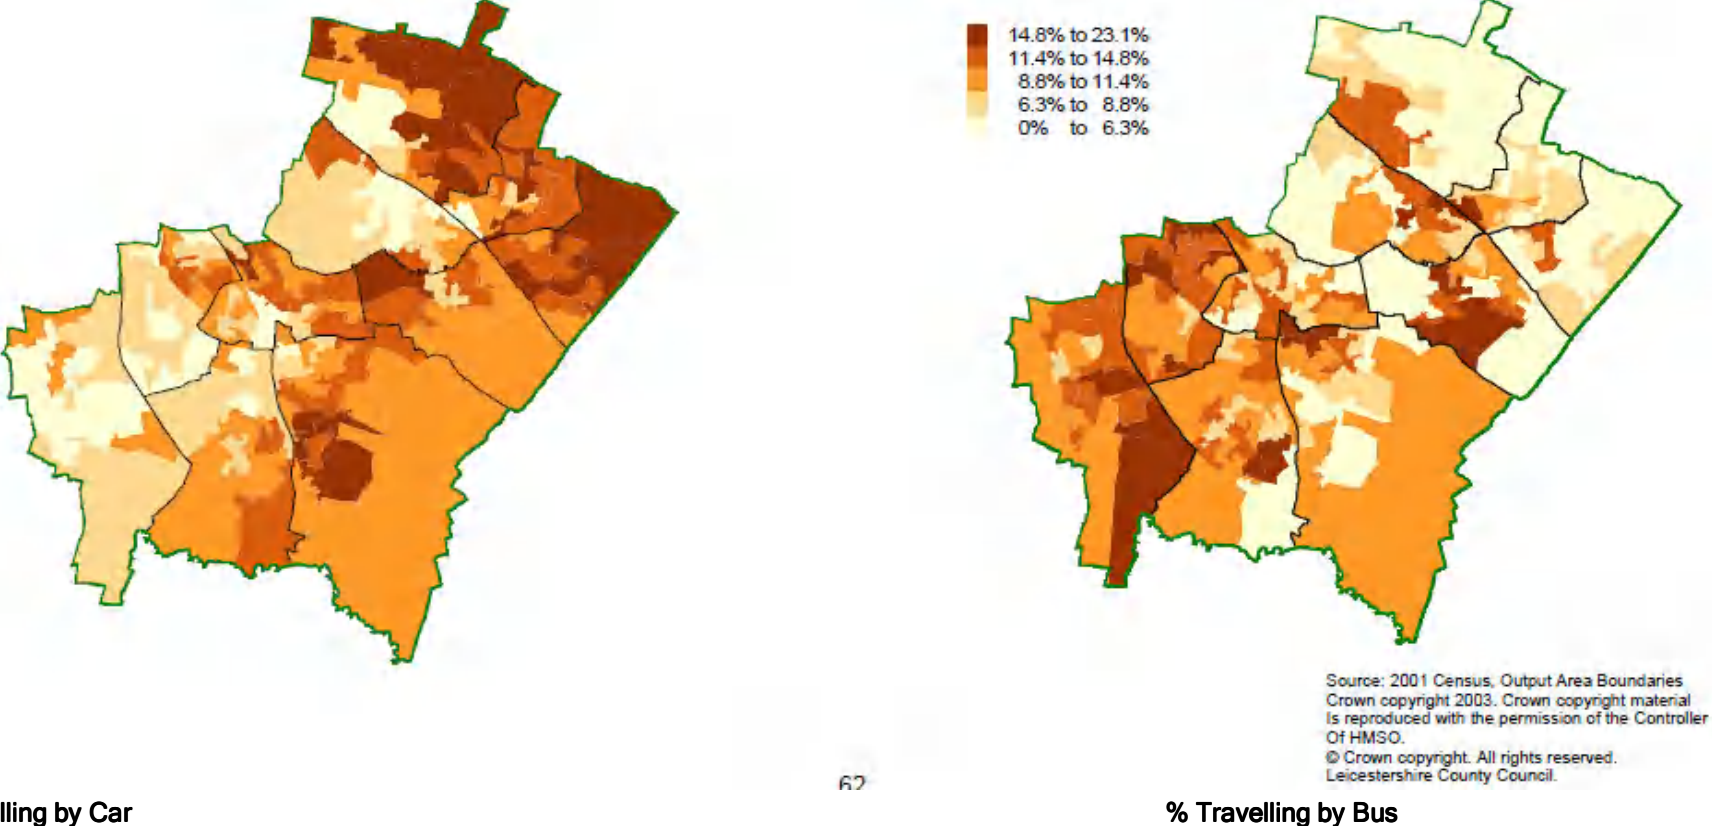 14.8% to 23.1%
11.4% to 14.8%
8.8% to 11.4%
6.3% to 8.8%
0% to 6.3%
Source: 2001 Census, Output Area Boundaries
Crown copyright 2003. Crown copyright material
Is reproduced with the permission of the Controller
Of HMSO.
© Crown copyright. All rights reserved.
Leicestershire County Council.
62
lling by Car
% Travelling by Bus